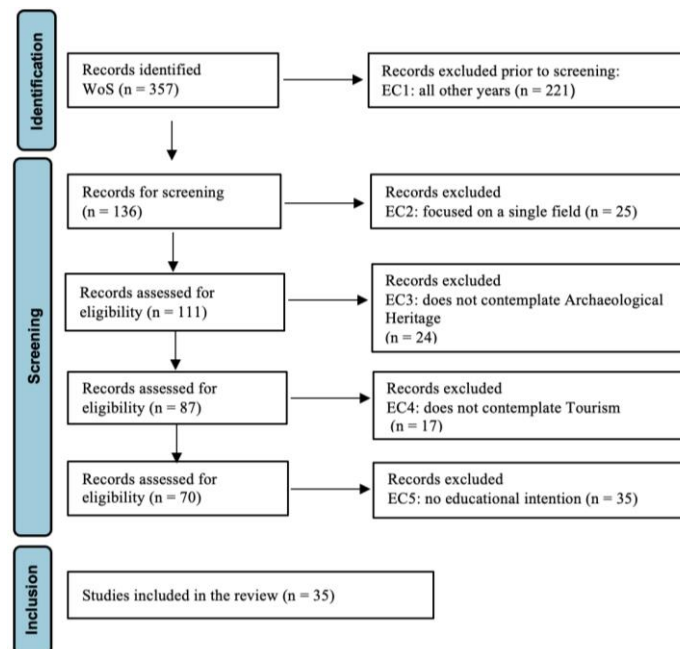 Identification
Records identified
WoS (n = 357)
Records excluded prior to screening:
EC1: all other years (n = 221)
Screening
Records for screening
(n = 136)
Records excluded
EC2: focused on a single field (n = 25)
Records assessed for
eligibility (n = 111)
Records excluded
EC3: does not contemplate Archaeological
Heritage
(n = 24)
Records assessed for
eligibility (n = 87)
Records excluded
EC4: does not contemplate Tourism
(n = 17)
Records assessed for
eligibility (n = 70)
Records excluded
EC5: no educational intention (n = 35)
Inclusion
Studies included in the review (n = 35)